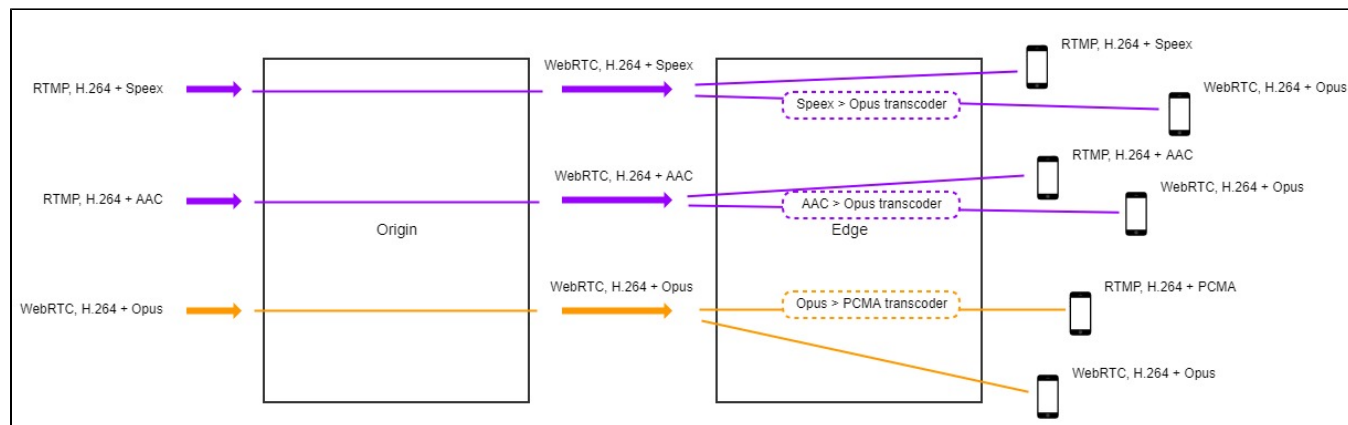 RTMP, H.264 + Speex
WebRTC, H.264 + Speex
RTMP, H.264 + Speex
Speex > Opus transcoder
WebRTC, H.264 + Opus
RTMP, H.264 + AAC
WebRTC, H.264 + AAC
RTMP, H.264 + AAC
AAC > Opus transcoder
WebRTC, H.264 + Opus
Origin
Edge
WebRTC, H.264 + Opus
WebRTC, H.264 + Opus
Opus > PCMA transcoder
RTMP, H.264 + PCMA
WebRTC, H.264 + Opus